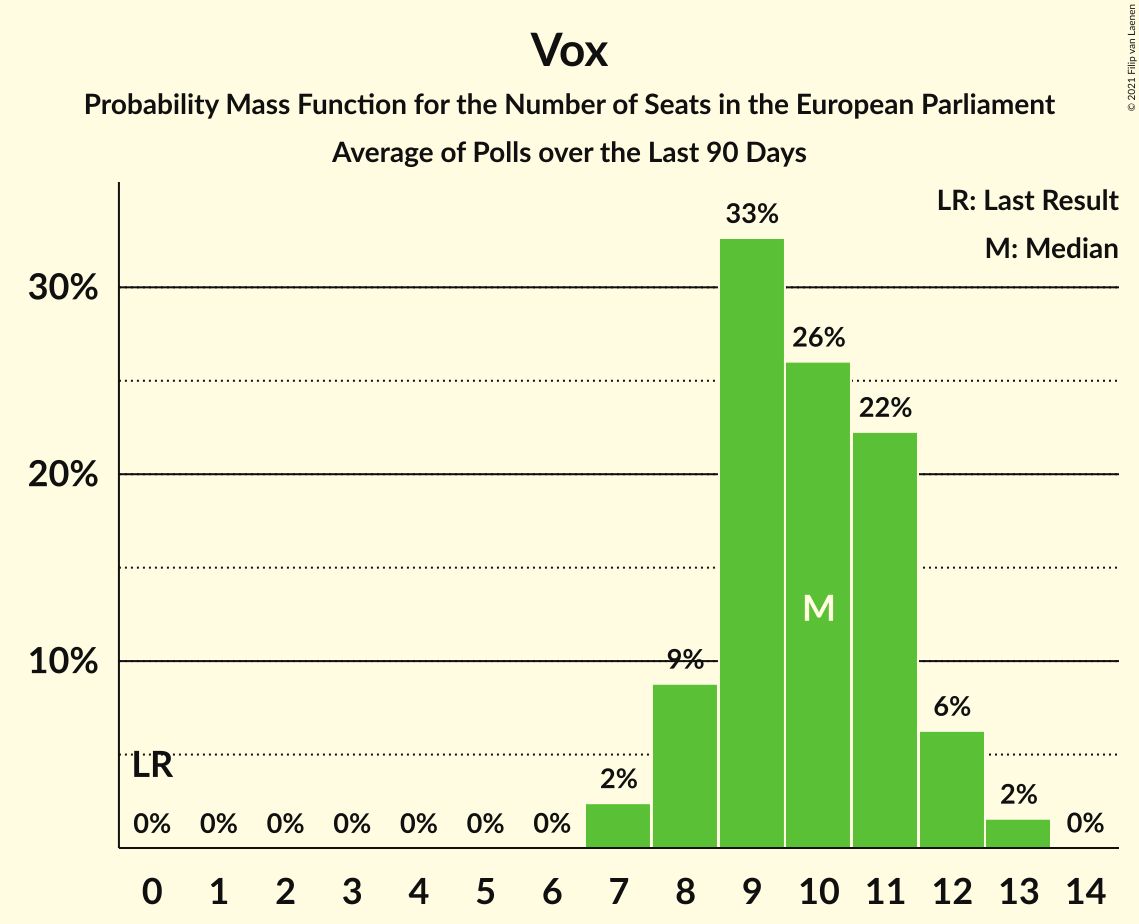 Vox
Probability Mass Function for the Number of Seats in the European Parliament
Average of Polls over the Last 90 Days
© 2021 Filip van Laenen
LR: Last Result
M: Median
33%
30%
26%
22%
20%
M
10%
9%
6%
LR
2%
2%
0% 0% 0% 0% 0% 0% 0% 0%
0 1 2 3 4 5 6 7 8 9 10 11 12 13 14